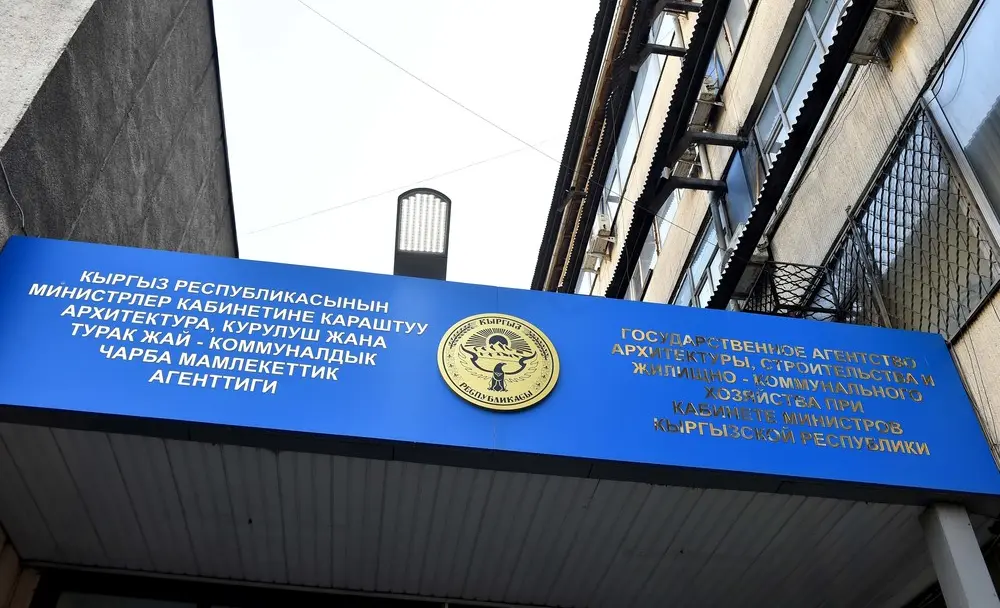 КЫРГЫЗ РЕСПУБЛИКАСЫНЫН
МИНИСТРЛЕР КАБИНЕТИНЕ КАРАШТУУ
АРХИТЕКТУРА, КУРУЛУШ ЖАНА
ТУРАК ЖАЙ - КОММУНАЛДЫК
ЧАРБА МАМЛЕКЕТТИК
АГЕНТТИГИ
КЫРГЫЗ
РЕСПУБЛИКАСЫ
ГОСУДАРСТВЕННОЕ АГЕНТСТВО
АРХИТЕКТУРЫ, СТРОИТЕЛЬСТВА И
ЖИЛИЩНО - КОММУНАЛЬНОГО
ХОЗЯЙСТВА ПРИ
КАБИНЕТЕ МИНИСТРОВ
КЫРГЫЗСКОЙ РЕСПУБЛИКИ